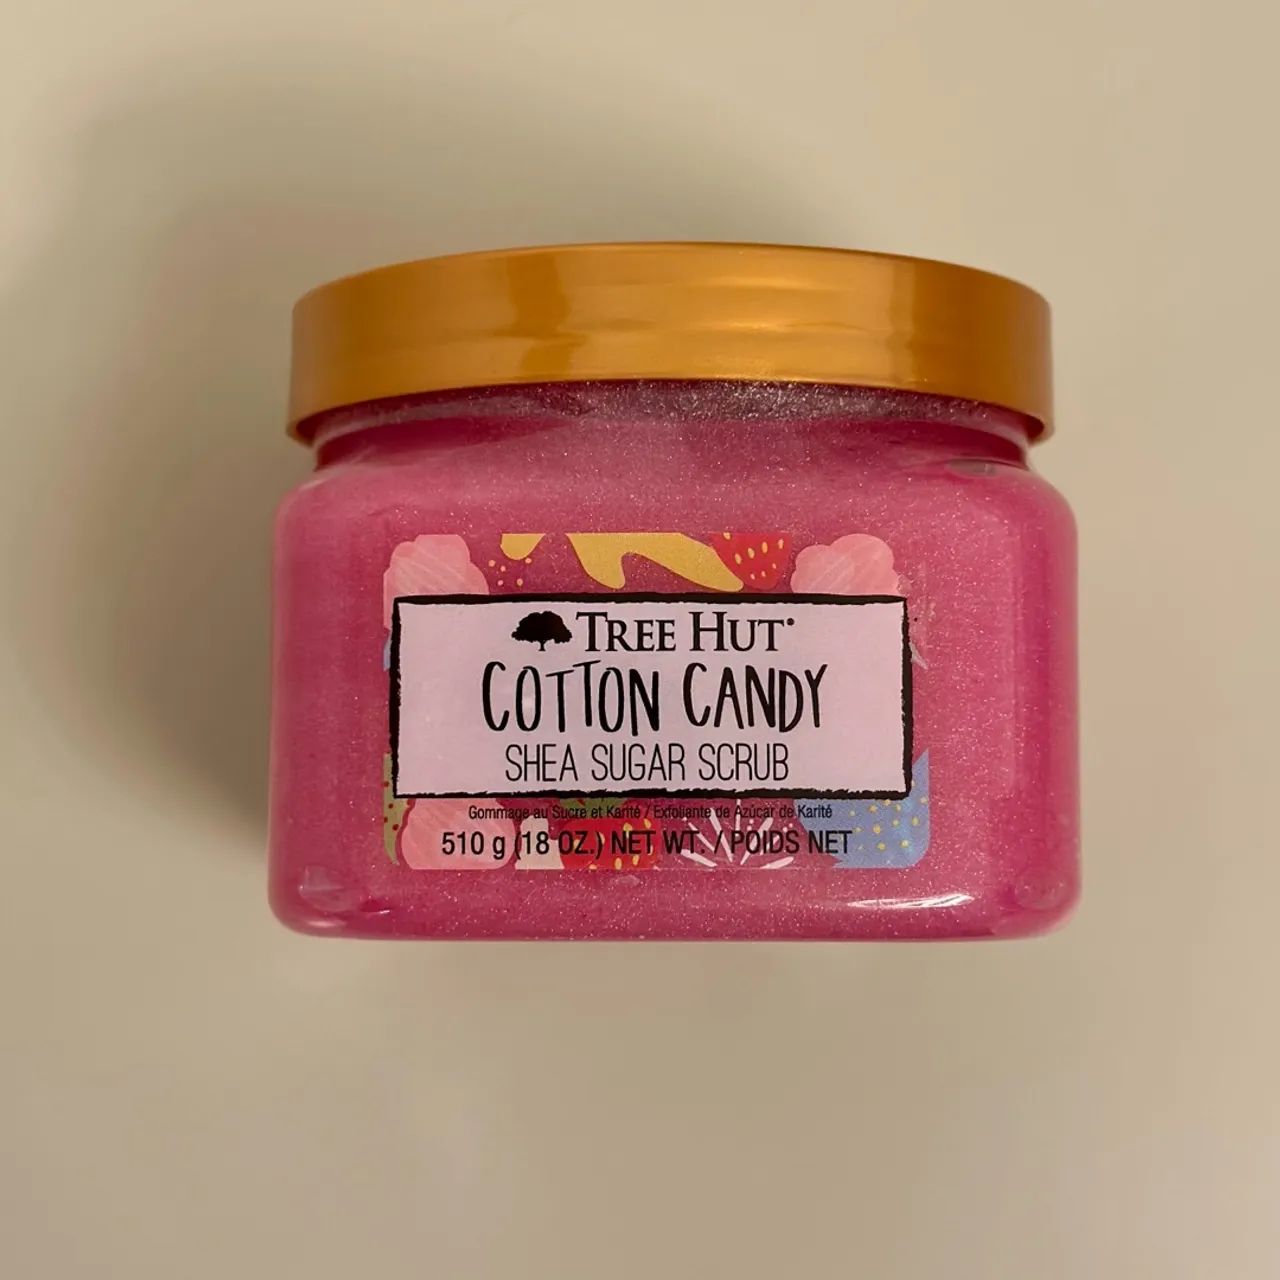 TREE HUT®
COTTON CANDY
SHEA SUGAR SCRUB
Gommage au Sucre et Karité / Exfoliante de Azúcar de Karité
510 g (18 OZ.) NET WT. / POIDS NET